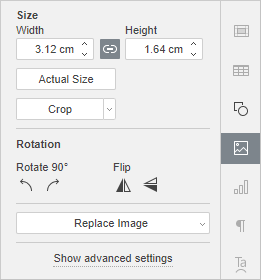 Size
Width Height
3.12 cm 1.64 cm
Actual Size
Crop
Rotation
Rotate 90° Flip
Replace Image
Show advanced settings
Ta